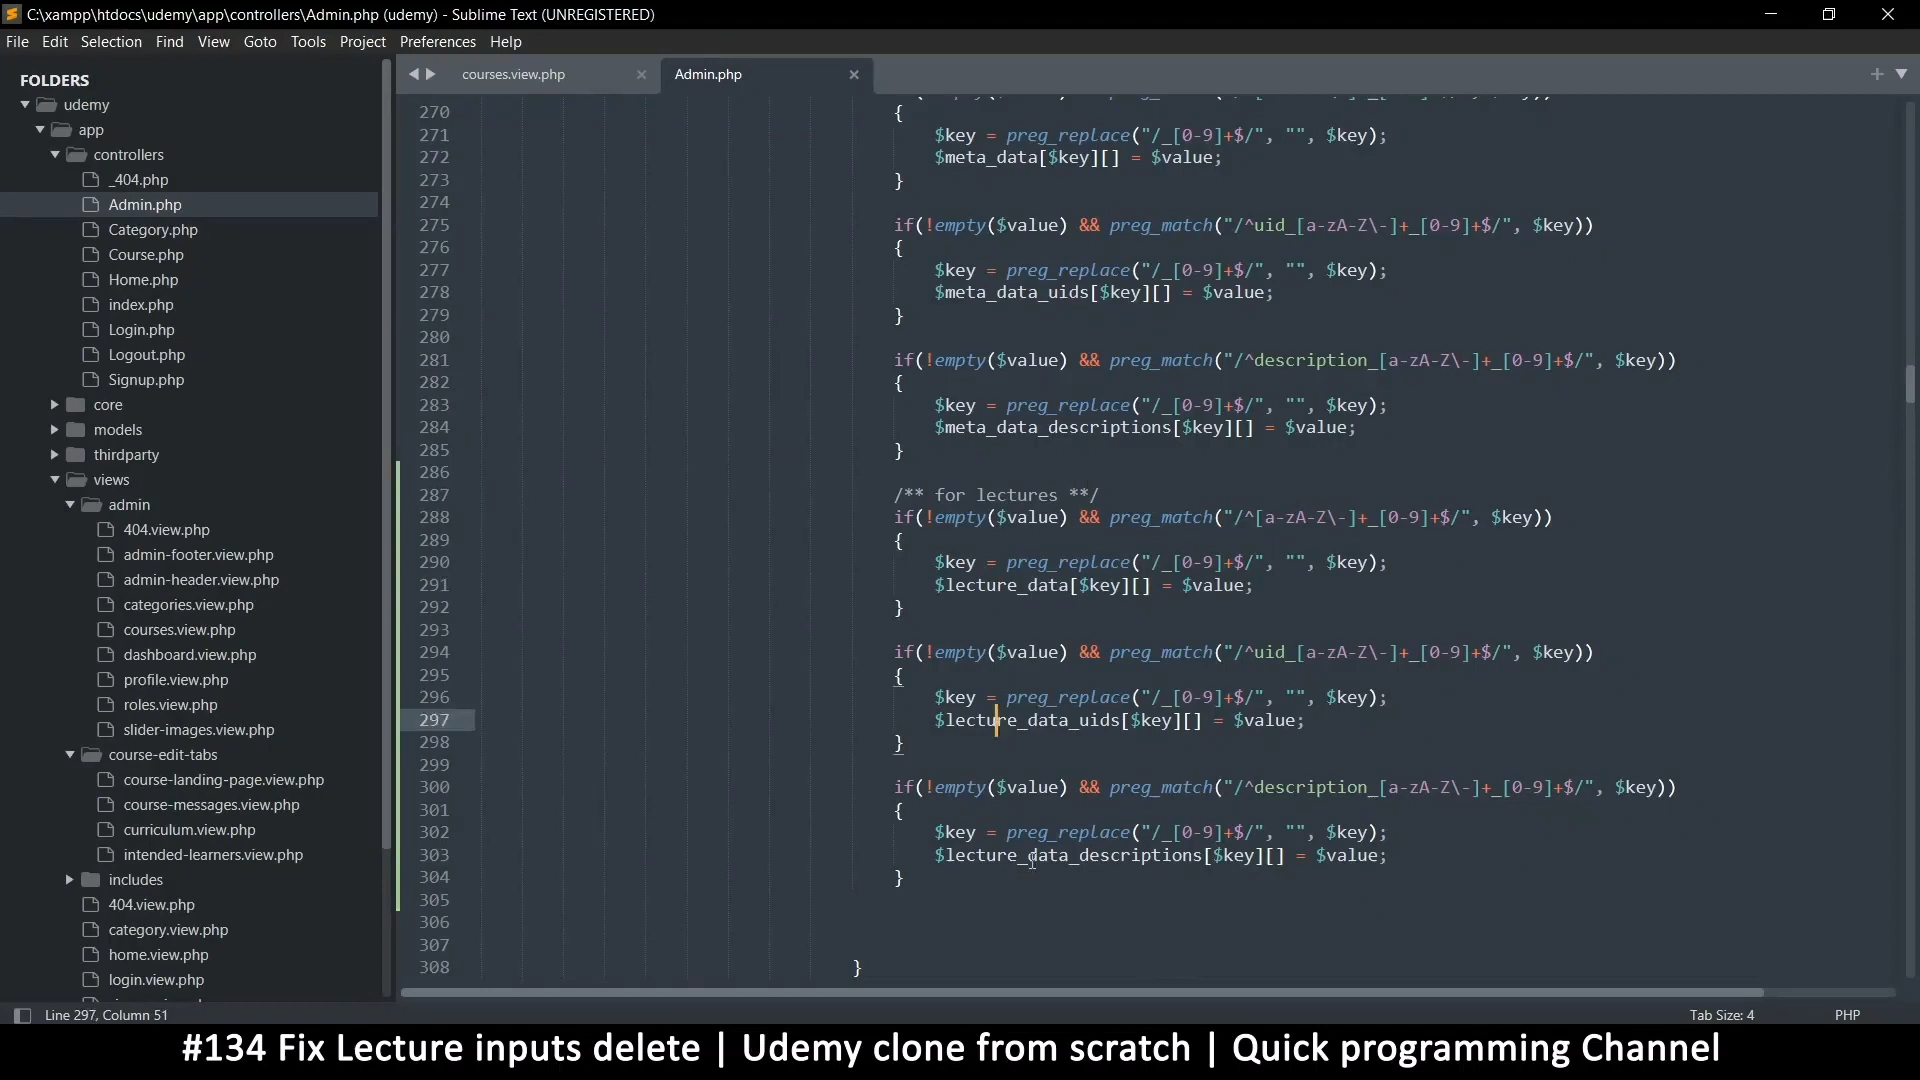 C:\xampp\htdocs\udemy\app\controllers\Admin.php (udemy) - Sublime Text (UNREGISTERED)
File Edit Selection Find View Goto Tools Project Preferences Help
FOLDERS
udemy
app
controllers
_404.php
Admin.php
Category.php
Course.php
Home.php
index.php
Login.php
Logout.php
Signup.php
core
models
thirdparty
views
admin
404.view.php
admin-footer.view.php
admin-header.view.php
categories.view.php
courses.view.php
dashboard.view.php
profile.view.php
roles.view.php
slider-images.view.php
course-edit-tabs
course-landing-page.view.php
course-messages.view.php
curriculum.view.php
intended-learners.view.php
includes
404.view.php
category.view.php
home.view.php
login.view.php
courses.view.php Admin.php
270 {
271 $key = preg_replace("/_[0-9]+$/", "", $key);
272 $meta_data[$key][] = $value;
273 }
274
275 if(!empty($value) && preg_match("/^uid_[a-zA-Z\-]+_[0-9]+$/", $key))
276 {
277 $key = preg_replace("/_[0-9]+$/", "", $key);
278 $meta_data_uids[$key][] = $value;
279 }
280
281 if(!empty($value) && preg_match("/^description_[a-zA-Z\-]+_[0-9]+$/", $key))
282 {
283 $key = preg_replace("/_[0-9]+$/", "", $key);
284 $meta_data_descriptions[$key][] = $value;
285 }
286
287 /** for lectures **/
288 if(!empty($value) && preg_match("/^[a-zA-Z\-]+_[0-9]+$/", $key))
289 {
290 $key = preg_replace("/_[0-9]+$/", "", $key);
291 $lecture_data[$key][] = $value;
292 }
293
294 if(!empty($value) && preg_match("/^uid_[a-zA-Z\-]+_[0-9]+$/", $key))
295 {
296 $key = preg_replace("/_[0-9]+$/", "", $key);
297 $lecture_data_uids[$key][] = $value;
298 }
299
300 if(!empty($value) && preg_match("/^description_[a-zA-Z\-]+_[0-9]+$/", $key))
301 {
302 $key = preg_replace("/_[0-9]+$/", "", $key);
303 $lecture_data_descriptions[$key][] = $value;
304 }
305
306
307
308 }
Line 297, Column 51 Tab Size: 4 PHP
#134 Fix Lecture inputs delete | Udemy clone from scratch | Quick programming Channel